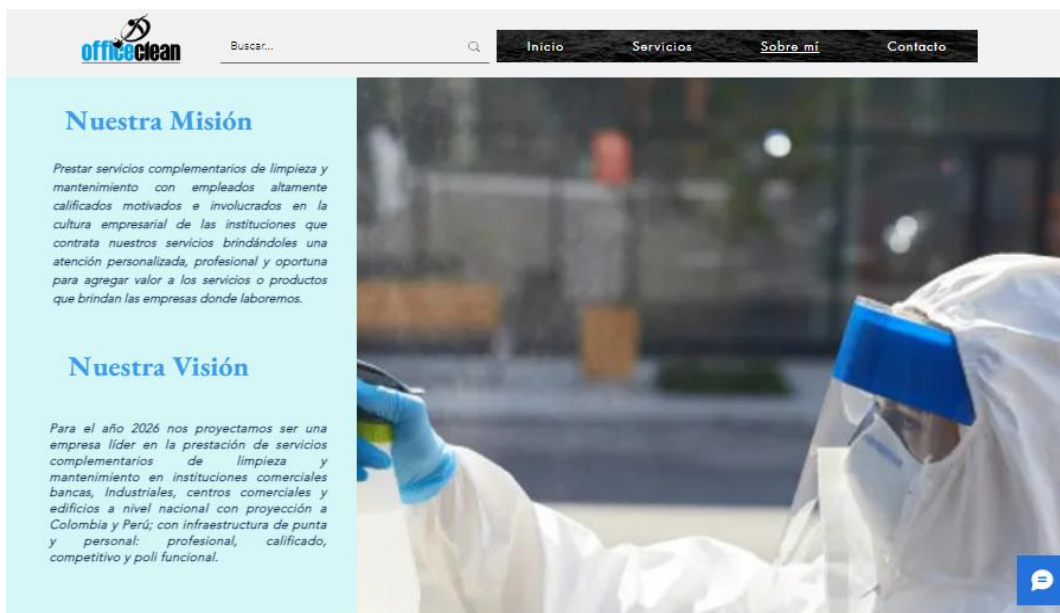 officeclean
Buscar...
Inicio
Servicios
Sobre mí
Contacto
Nuestra Misión
Prestar servicios complementarios de limpieza y
mantenimiento con empleados altamente
calificados motivados e involucrados en la
cultura empresarial de las instituciones que
contrata nuestros servicios brindándoles una
atención personalizada, profesional y oportuna
para agregar valor a los servicios o productos
que brindan las empresas donde laboremos.
Nuestra Visión
Para el año 2026 nos proyectamos ser una
empresa líder en la prestación de servicios
complementarios de limpieza y
mantenimiento en instituciones comerciales
bancas, Industriales, centros comerciales y
edificios a nivel nacional con proyección a
Colombia y Perú; con infraestructura de punta
y personal: profesional, calificado,
competitivo y poli funcional.